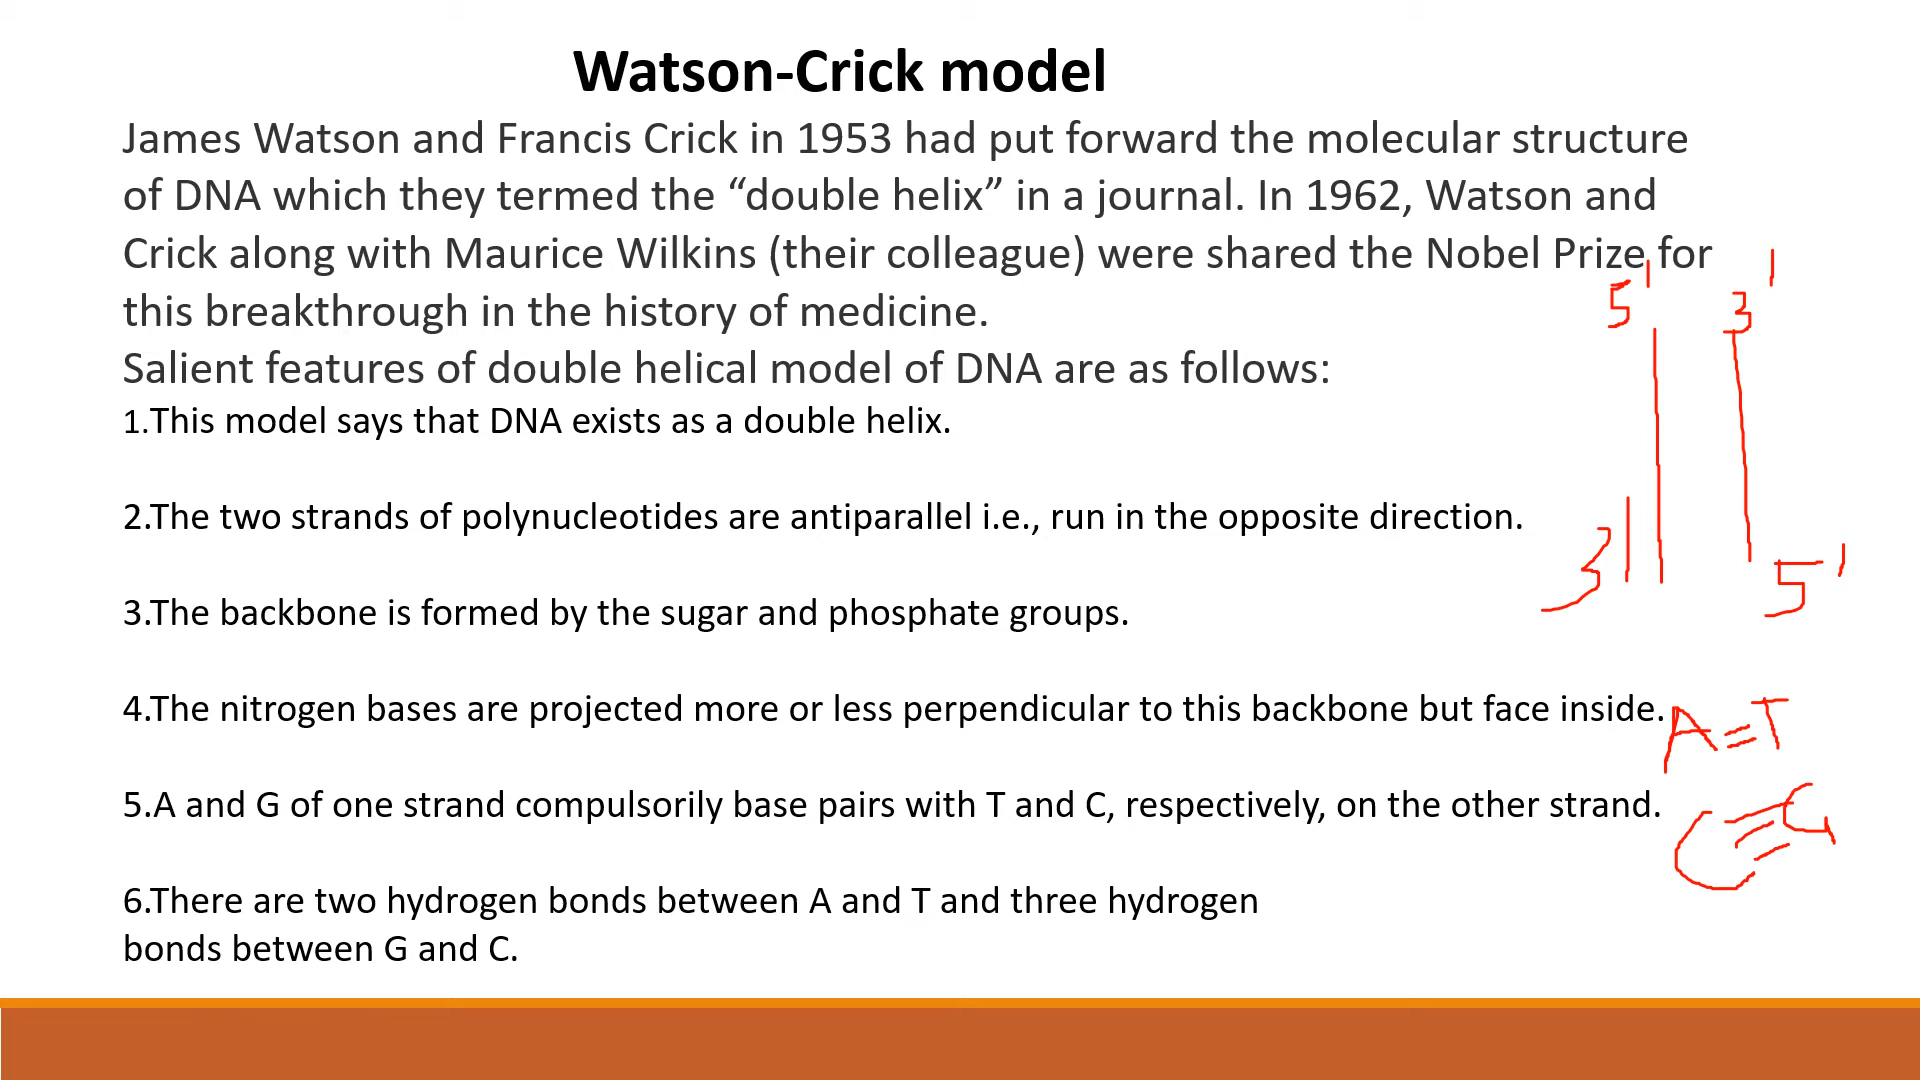 Watson-Crick model
James Watson and Francis Crick in 1953 had put forward the molecular structure
of DNA which they termed the “double helix” in a journal. In 1962, Watson and
Crick along with Maurice Wilkins (their colleague) were shared the Nobel Prize for
this breakthrough in the history of medicine.
Salient features of double helical model of DNA are as follows:
1.This model says that DNA exists as a double helix.
2.The two strands of polynucleotides are antiparallel i.e., run in the opposite direction.
3.The backbone is formed by the sugar and phosphate groups.
4.The nitrogen bases are projected more or less perpendicular to this backbone but face inside.
5.A and G of one strand compulsorily base pairs with T and C, respectively, on the other strand.
6.There are two hydrogen bonds between A and T and three hydrogen
bonds between G and C.
5' 3'
3' 5'
A=T
C≡G